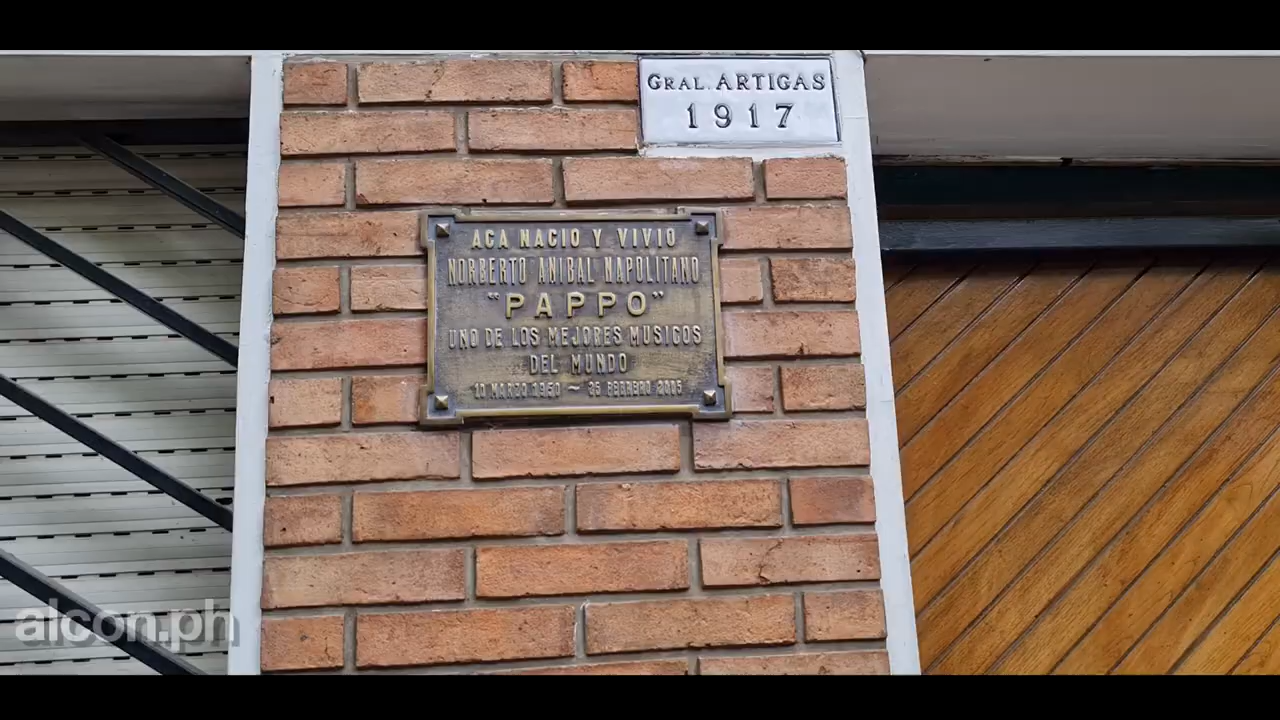 GRAL. ARTIGAS
1917
ACA NACIO Y VIVIO
NORBERTO ANIBAL NAPOLITANO
"PAPPO"
UNO DE LOS MEJORES MUSICOS
DEL MUNDO
10 MARZO 1950 ~ 25 FEBRERO 2005
alcon.ph